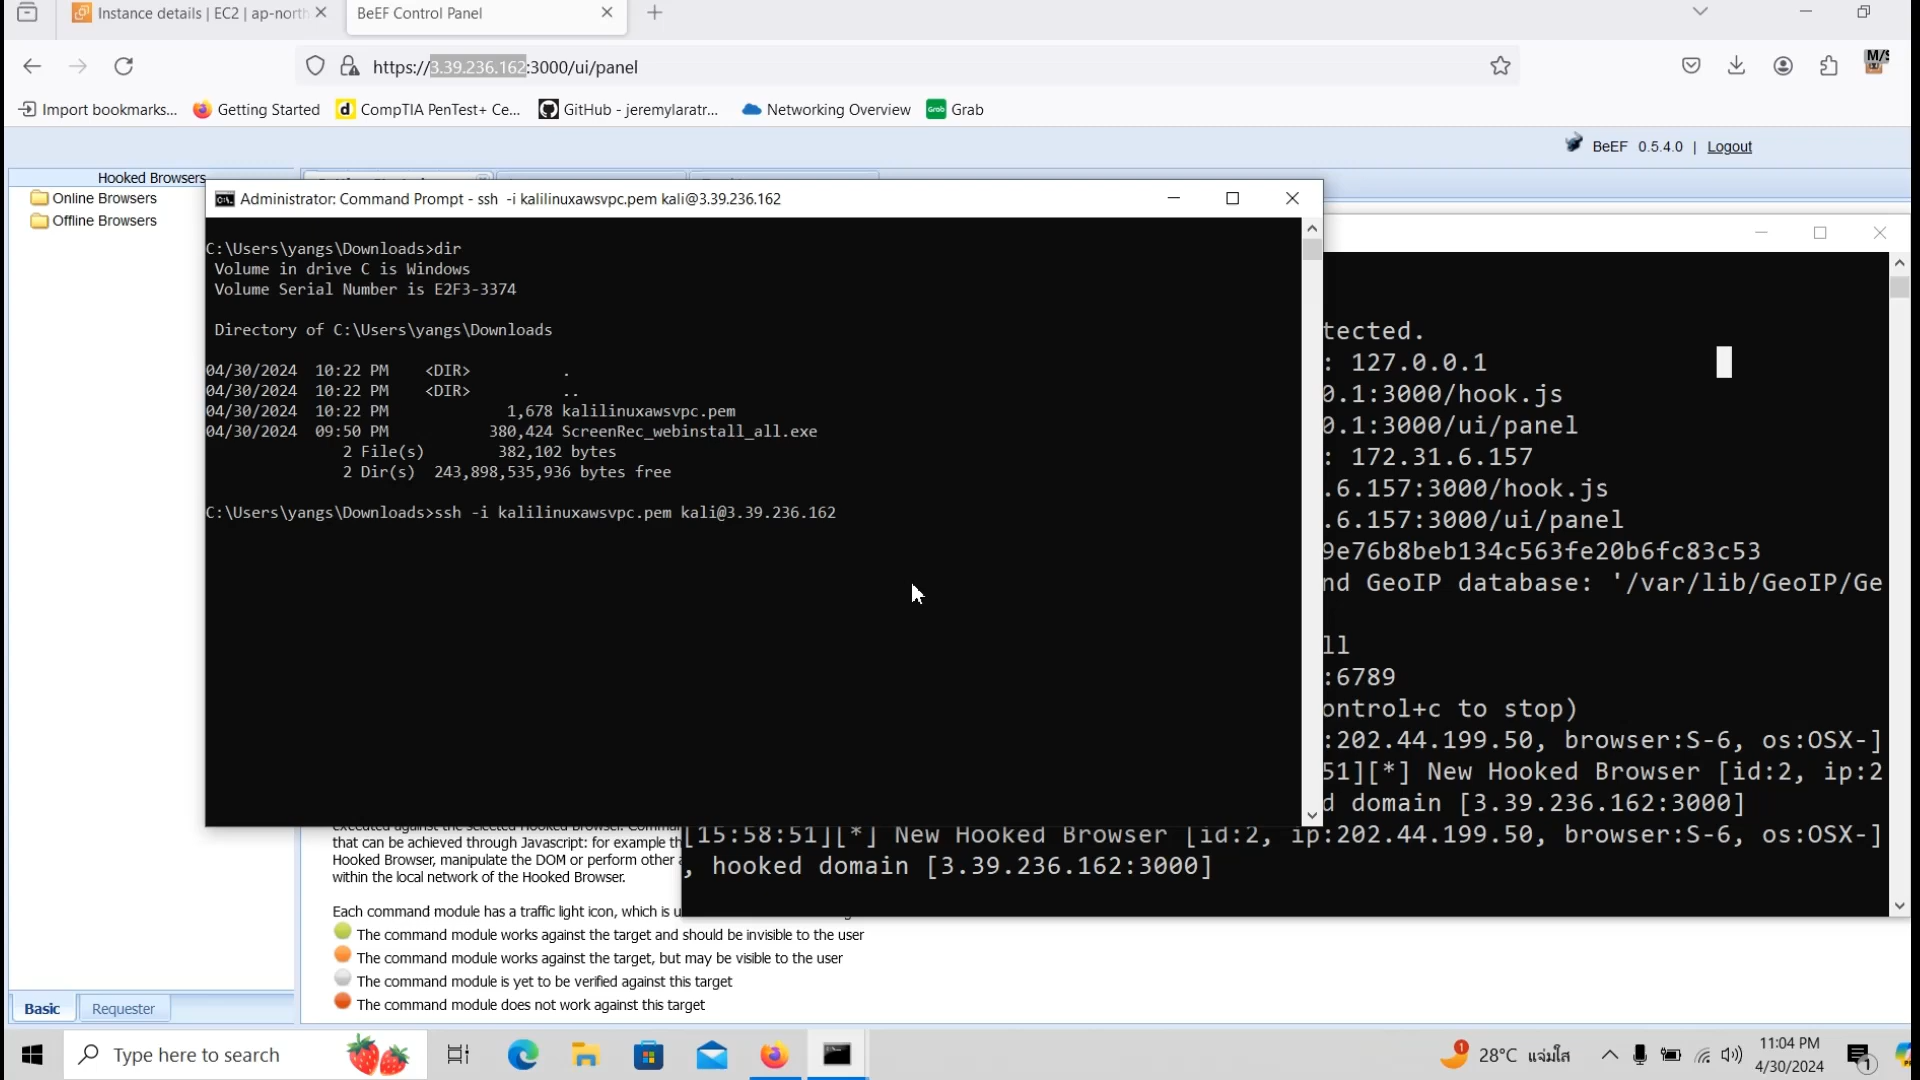 Instance details | EC2 | ap-north
BeEF Control Panel
https://3.39.236.162:3000/ui/panel
M/S
Import bookmarks...
Getting Started
CompTIA PenTest+ Ce...
GitHub - jeremylaratr...
Networking Overview
Grab
Grab
BeEF 0.5.4.0 | Logout
Hooked Browsers
Online Browsers
Offline Browsers
Administrator: Command Prompt - ssh -i kalilinuxawsvpc.pem kali@3.39.236.162
C:\Users\yangs\Downloads>dir
Volume in drive C is Windows
Volume Serial Number is E2F3-3374
Directory of C:\Users\yangs\Downloads
04/30/2024 10:22 PM <DIR> .
04/30/2024 10:22 PM <DIR> ..
04/30/2024 10:22 PM 1,678 kalilinuxawsvpc.pem
04/30/2024 09:50 PM 380,424 ScreenRec_webinstall_all.exe
2 File(s) 382,102 bytes
2 Dir(s) 243,898,535,936 bytes free
C:\Users\yangs\Downloads>ssh -i kalilinuxawsvpc.pem kali@3.39.236.162
tected.
: 127.0.0.1
0.1:3000/hook.js
0.1:3000/ui/panel
: 172.31.6.157
.6.157:3000/hook.js
.6.157:3000/ui/panel
9e76b8beb134c563fe20b6fc83c53
nd GeoIP database: '/var/lib/GeoIP/Ge
ll
:6789
ontrol+c to stop)
:202.44.199.50, browser:S-6, os:OSX-]
51][*] New Hooked Browser [id:2, ip:2
d domain [3.39.236.162:3000]
[15:58:51][*] New Hooked Browser [id:2, ip:202.44.199.50, browser:S-6, os:OSX-]
, hooked domain [3.39.236.162:3000]
executed against the selected Hooked Browser. Comma
that can be achieved through Javascript: for example th
Hooked Browser, manipulate the DOM or perform other a
within the local network of the Hooked Browser.
Each command module has a traffic light icon, which is u
The command module works against the target and should be invisible to the user
The command module works against the target, but may be visible to the user
The command module is yet to be verified against this target
The command module does not work against this target
Basic
Requester
Type here to search
1
28°C แจ่มใส
11:04 PM
4/30/2024
1